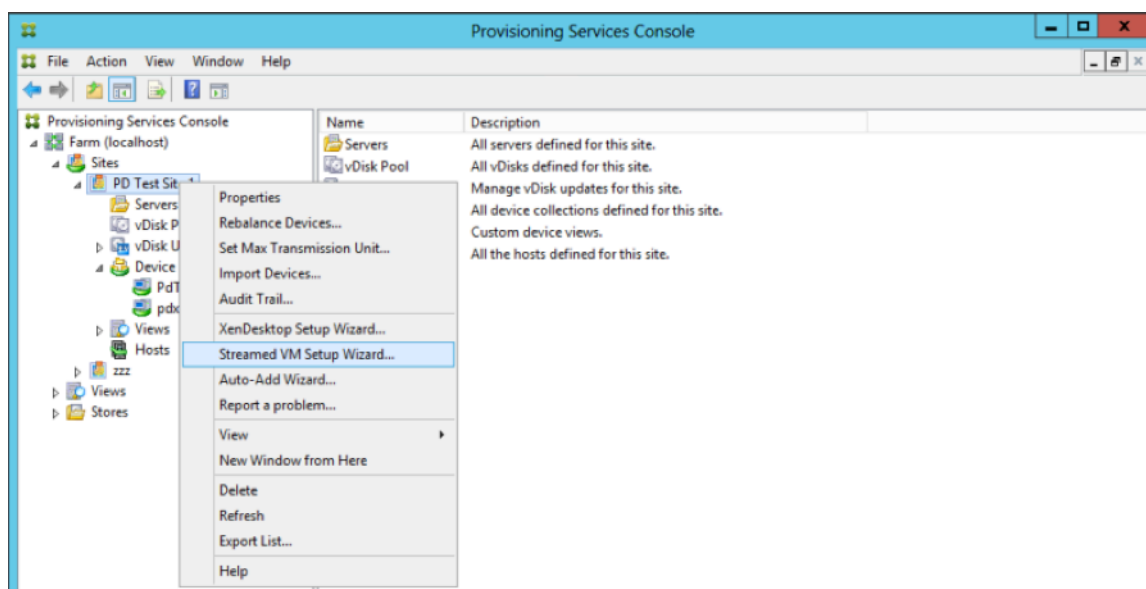 Provisioning Services Console
File Action View Window Help
Provisioning Services Console
Farm (localhost)
Sites
PD Test
Servers
vDisk
vDisk
Device
Views
Hosts
zzz
Views
Stores
Name Description
Servers All servers defined for this site.
vDisk Pool All vDisks defined for this site.
Manage vDisk updates for this site.
All device collections defined for this site.
Custom device views.
All the hosts defined for this site.
Properties
Rebalance Devices...
Set Max Transmission Unit...
Import Devices...
Audit Trail...
XenDesktop Setup Wizard...
Streamed VM Setup Wizard...
Auto-Add Wizard...
Report a problem...
View
New Window from Here
Delete
Refresh
Export List...
Help